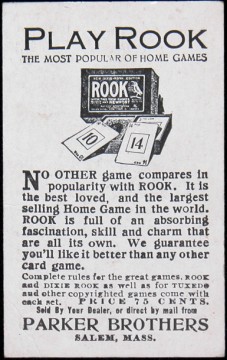 PLAY ROOK
THE MOST POPULAR OF HOME GAMES
ROOK
10
14
NO OTHER game compares in
popularity with ROOK. It is
the best loved, and the largest
selling Home Game in the world.
ROOK is full of an absorbing
fascination, skill and charm that
are all its own. We guarantee
you'll like it better than any other
card game.
Complete rules for the great games. ROOK
and DIXIE ROOK as well as for TUXEDO
and other copyrighted games come with
each set. PRICE 75 CENTS.
Sold By Your Dealer, or direct by mail from
PARKER BROTHERS
SALEM, MASS.